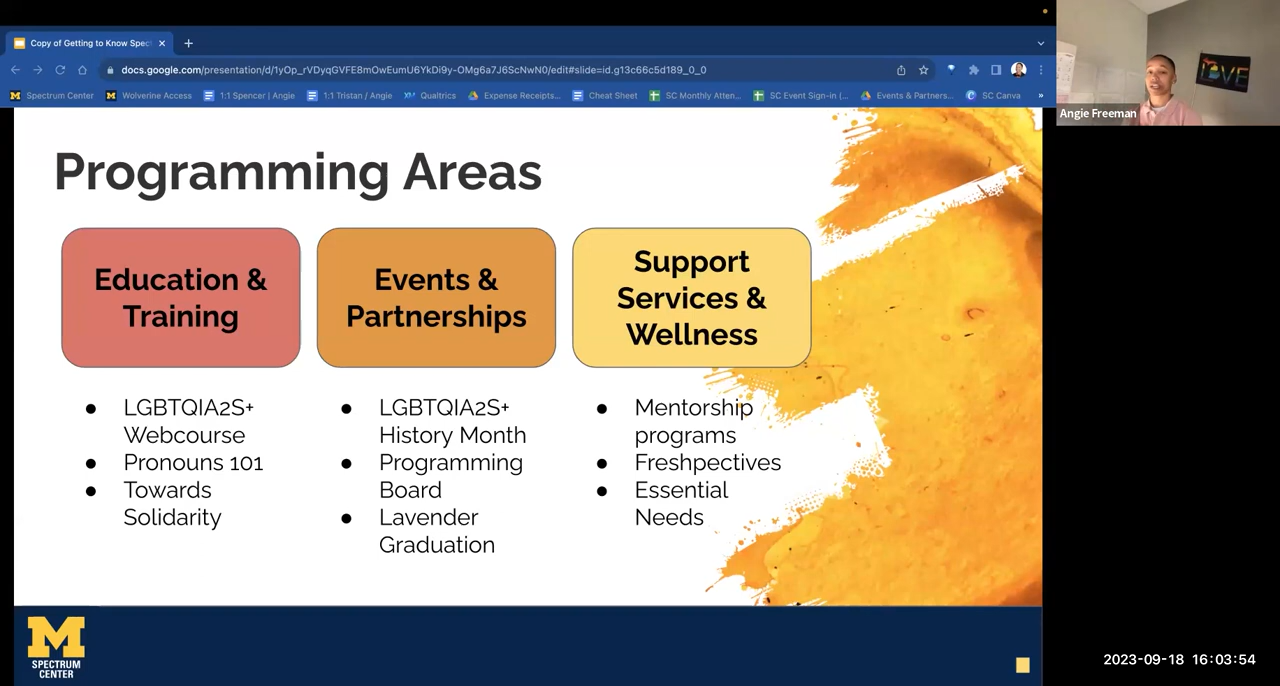 Copy of Getting to Know Spec
docs.google.com/presentation/d/1yOp_rVDyqGVFE8mOwEumU6YkDi9y-OMg6a7J6ScNwN0/edit#slide=id.g13c66c5d189_0_0
Spectrum Center Wolverine Access 1:1 Spencer | Angie 1:1 Tristan / Angie Qualtrics Expense Receipts... Cheat Sheet SC Monthly Atten... SC Event Sign-in (... Events & Partners... SC Canva »
LOVE
Angie Freeman
Programming Areas
Education &
Training
LGBTQIA2S+
Webcourse
Pronouns 101
Towards
Solidarity
Events &
Partnerships
LGBTQIA2S+
History Month
Programming
Board
Lavender
Graduation
Support
Services &
Wellness
Mentorship
programs
Freshpectives
Essential
Needs
M
SPECTRUM
CENTER
2023-09-18 16:03:54